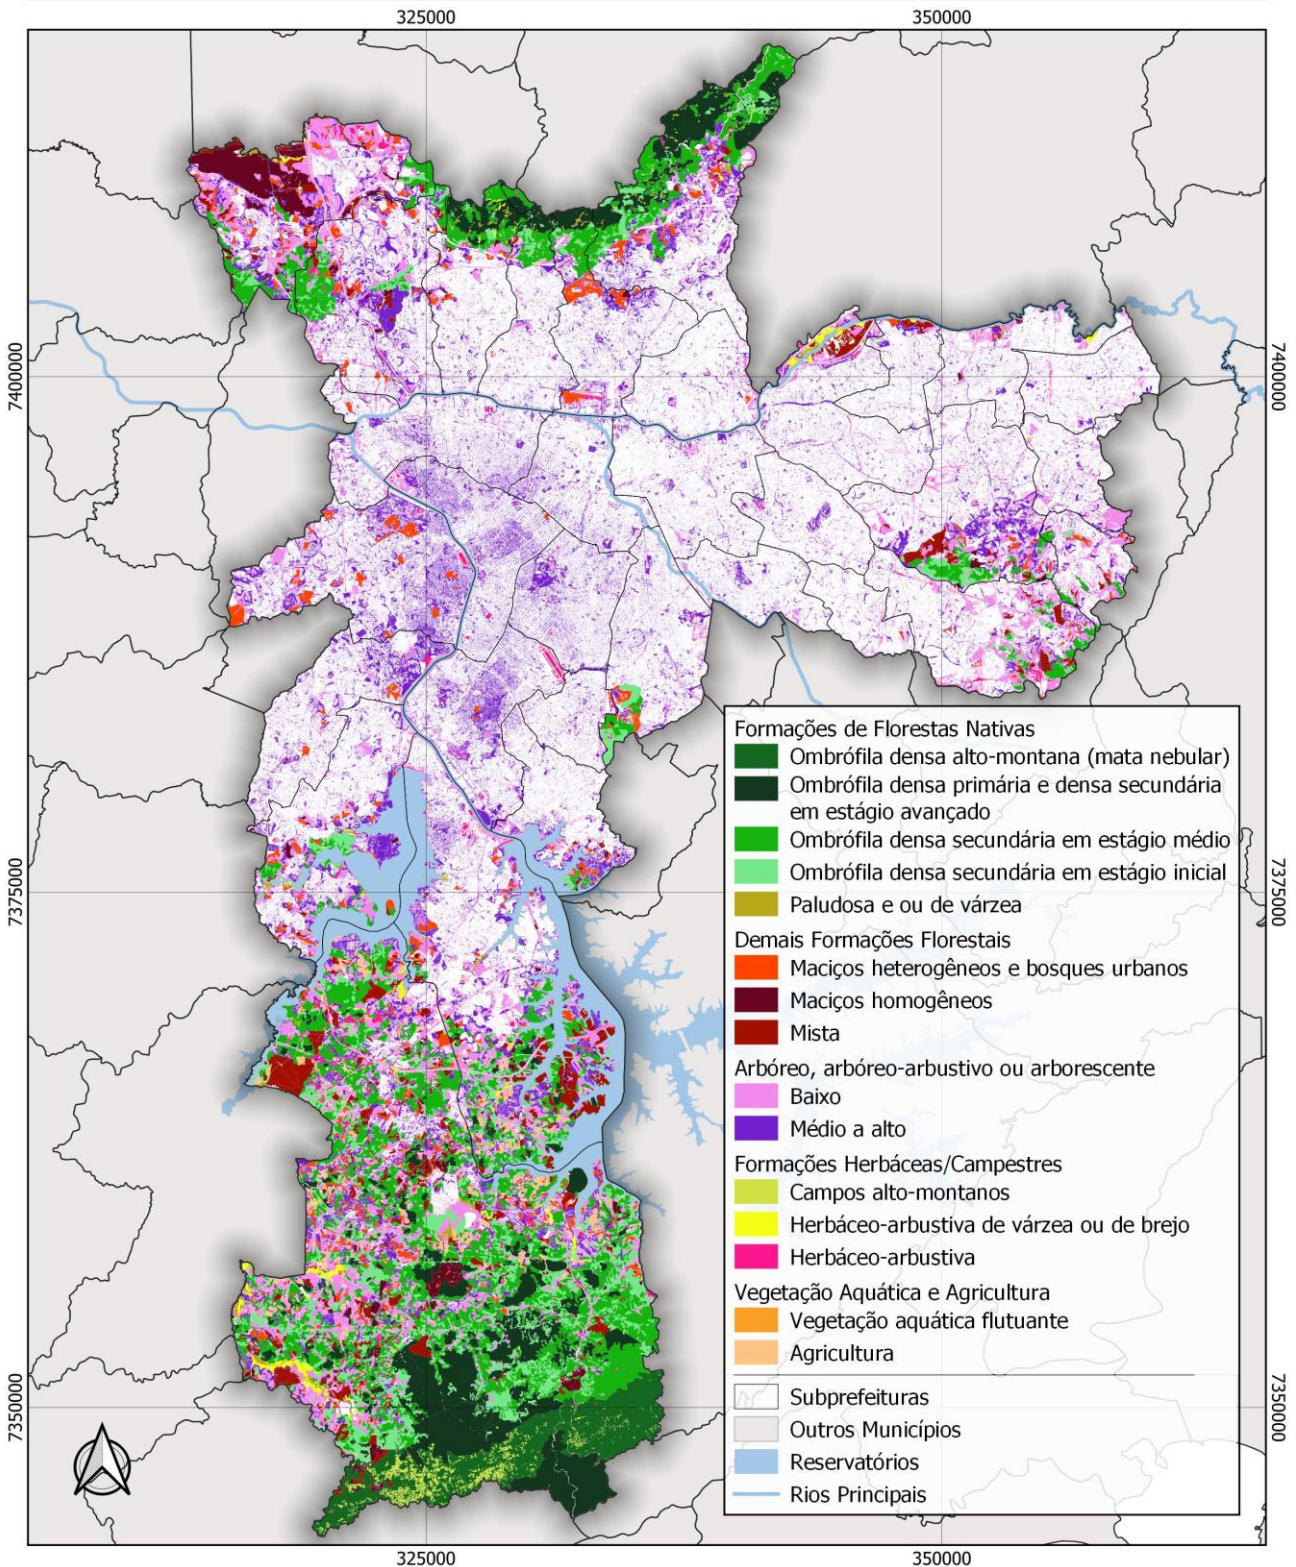 325000
350000
7400000
7400000
7375000
7375000
7350000
7350000
Formações de Florestas Nativas
Ombrófila densa alto-montana (mata nebular)
Ombrófila densa primária e densa secundária
em estágio avançado
Ombrófila densa secundária em estágio médio
Ombrófila densa secundária em estágio inicial
Paludosa e ou de várzea
Demais Formações Florestais
Maciços heterogêneos e bosques urbanos
Maciços homogêneos
Mista
Arbóreo, arbóreo-arbustivo ou arborescente
Baixo
Médio a alto
Formações Herbáceas/Campestres
Campos alto-montanos
Herbáceo-arbustiva de várzea ou de brejo
Herbáceo-arbustiva
Vegetação Aquática e Agricultura
Vegetação aquática flutuante
Agricultura
Subprefeituras
Outros Municípios
Reservatórios
Rios Principais
325000
350000